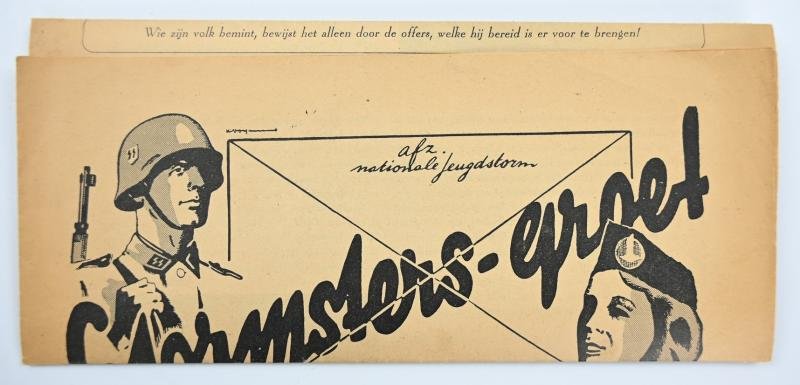 Wie zijn volk bemint, bewijst het alleen door de offers, welke hij bereid is er voor te brengen!
afz.
nationale Jeugdstorm
Stormsters-groet